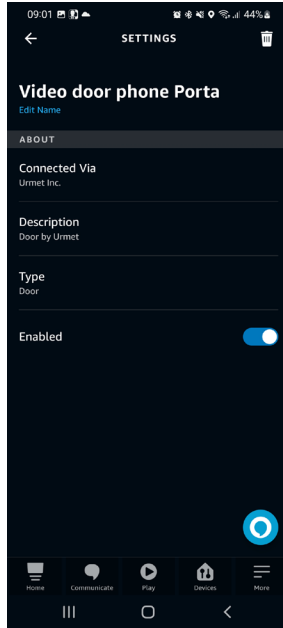 09:01 44%
SETTINGS
Video door phone Porta
Edit Name
ABOUT
Connected Via
Urmet Inc.
Description
Door by Urmet
Type
Door
Enabled
Home Communicate Play Devices More